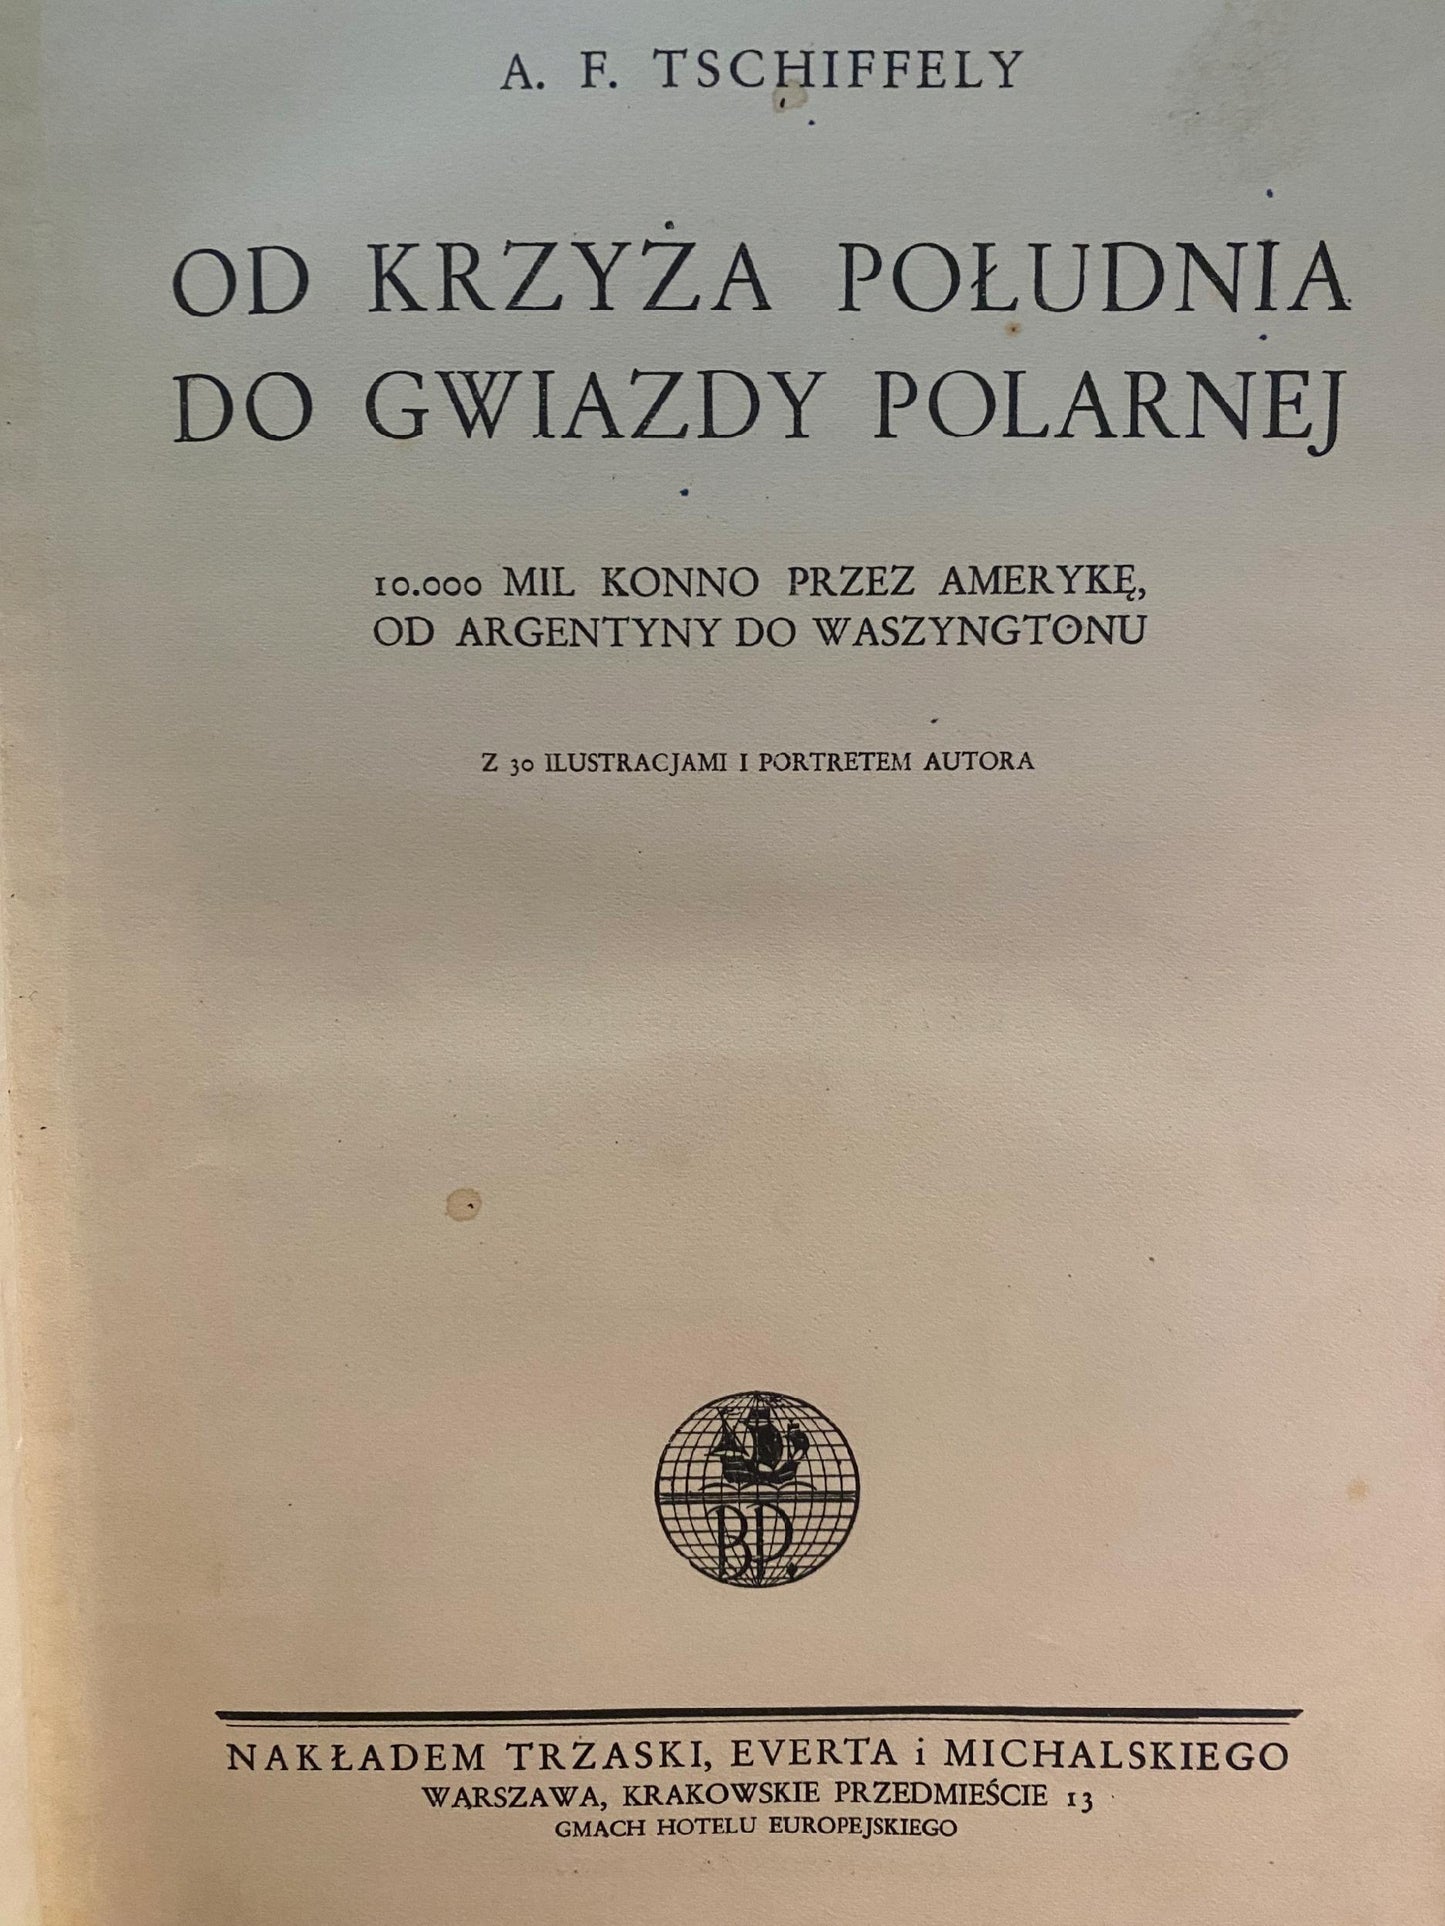 A. F. TSCHIFFELY
OD KRZYŻA POŁUDNIA
DO GWIAZDY POLARNEJ
10.000 MIL KONNO PRZEZ AMERYKĘ,
OD ARGENTYNY DO WASZYNGTONU
Z 30 ILUSTRACJAMI I PORTRETEM AUTORA
B.P.
NAKŁADEM TRZASKI, EVERTA i MICHALSKIEGO
WARSZAWA, KRAKOWSKIE PRZEDMIEŚCIE 13
GMACH HOTELU EUROPEJSKIEGO